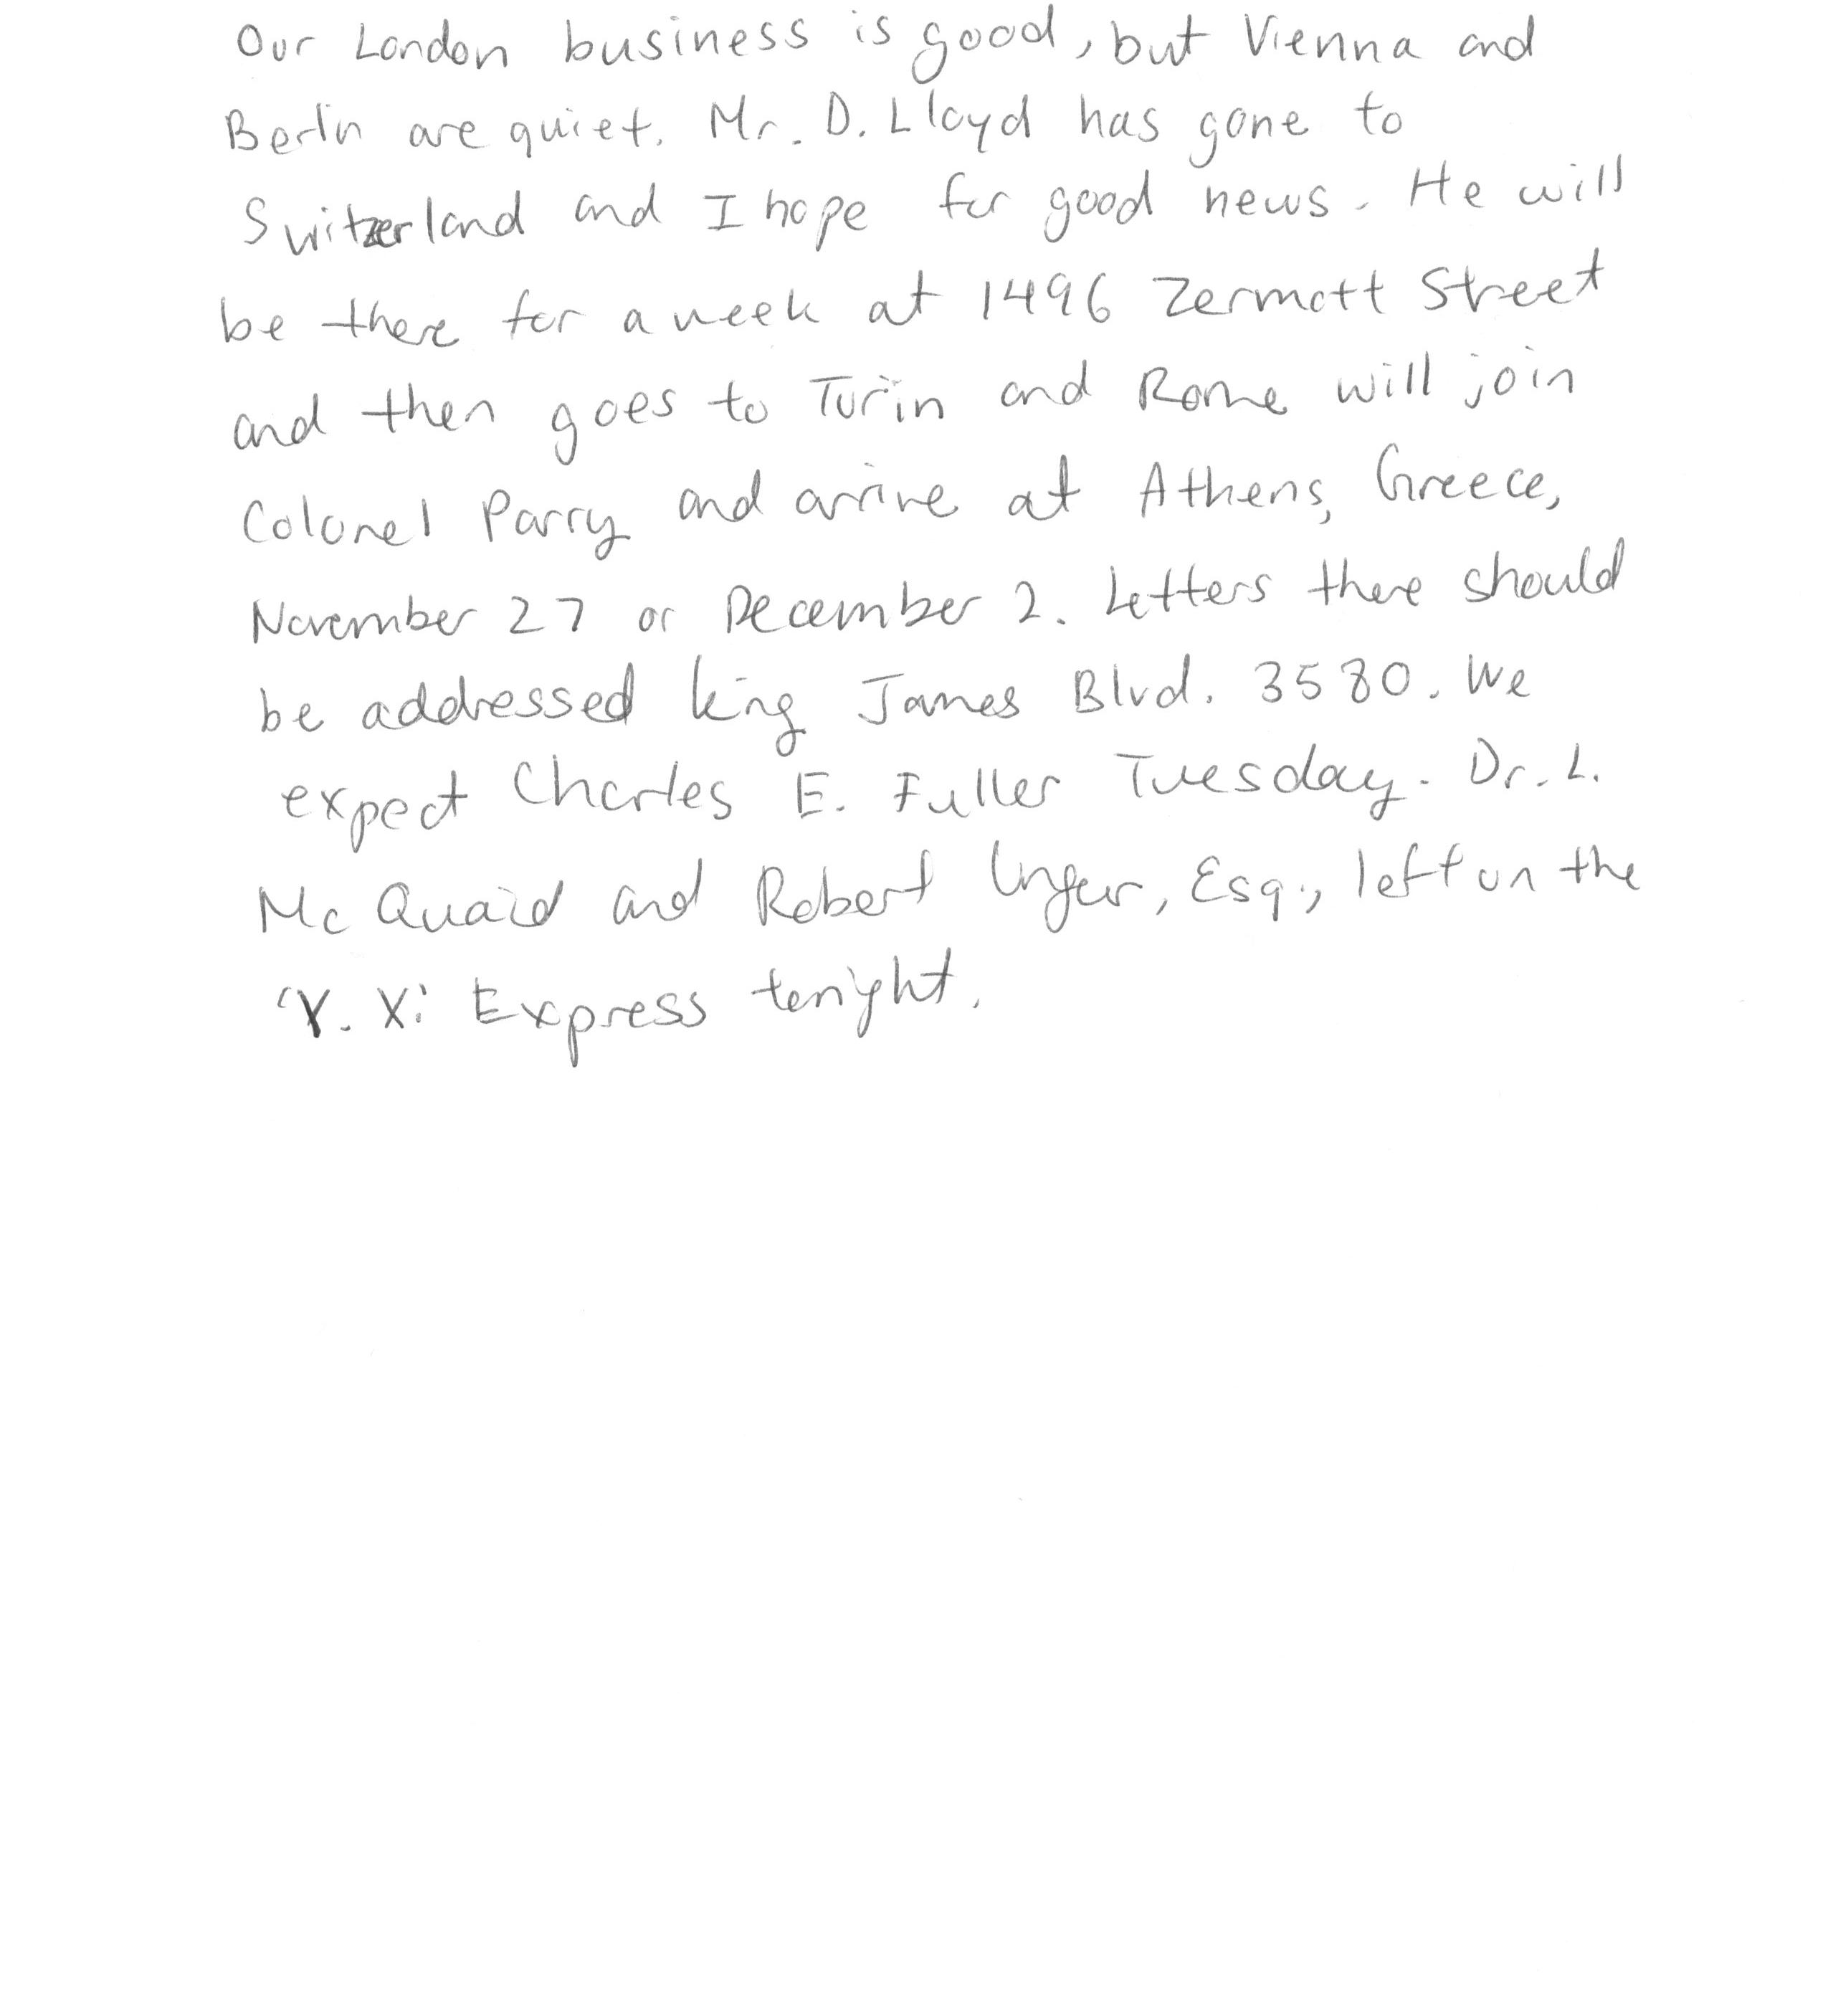 Our London business is good, but Vienna and
Berlin are quiet. Mr. D. Lloyd has gone to
Switzerland and I hope for good news. He will
be there for a week at 1496 Zermott Street
and then goes to Turin and Rome will join
Colonel Parry and arrive at Athens, Greece,
November 27 or December 2. Letters there should
be addressed King James Blvd. 3580. We
expect Charles E. Fuller Tuesday. Dr. L.
Mc Quaid and Robert Unger, Esq., left on the
'Y. X.' Express tonight.